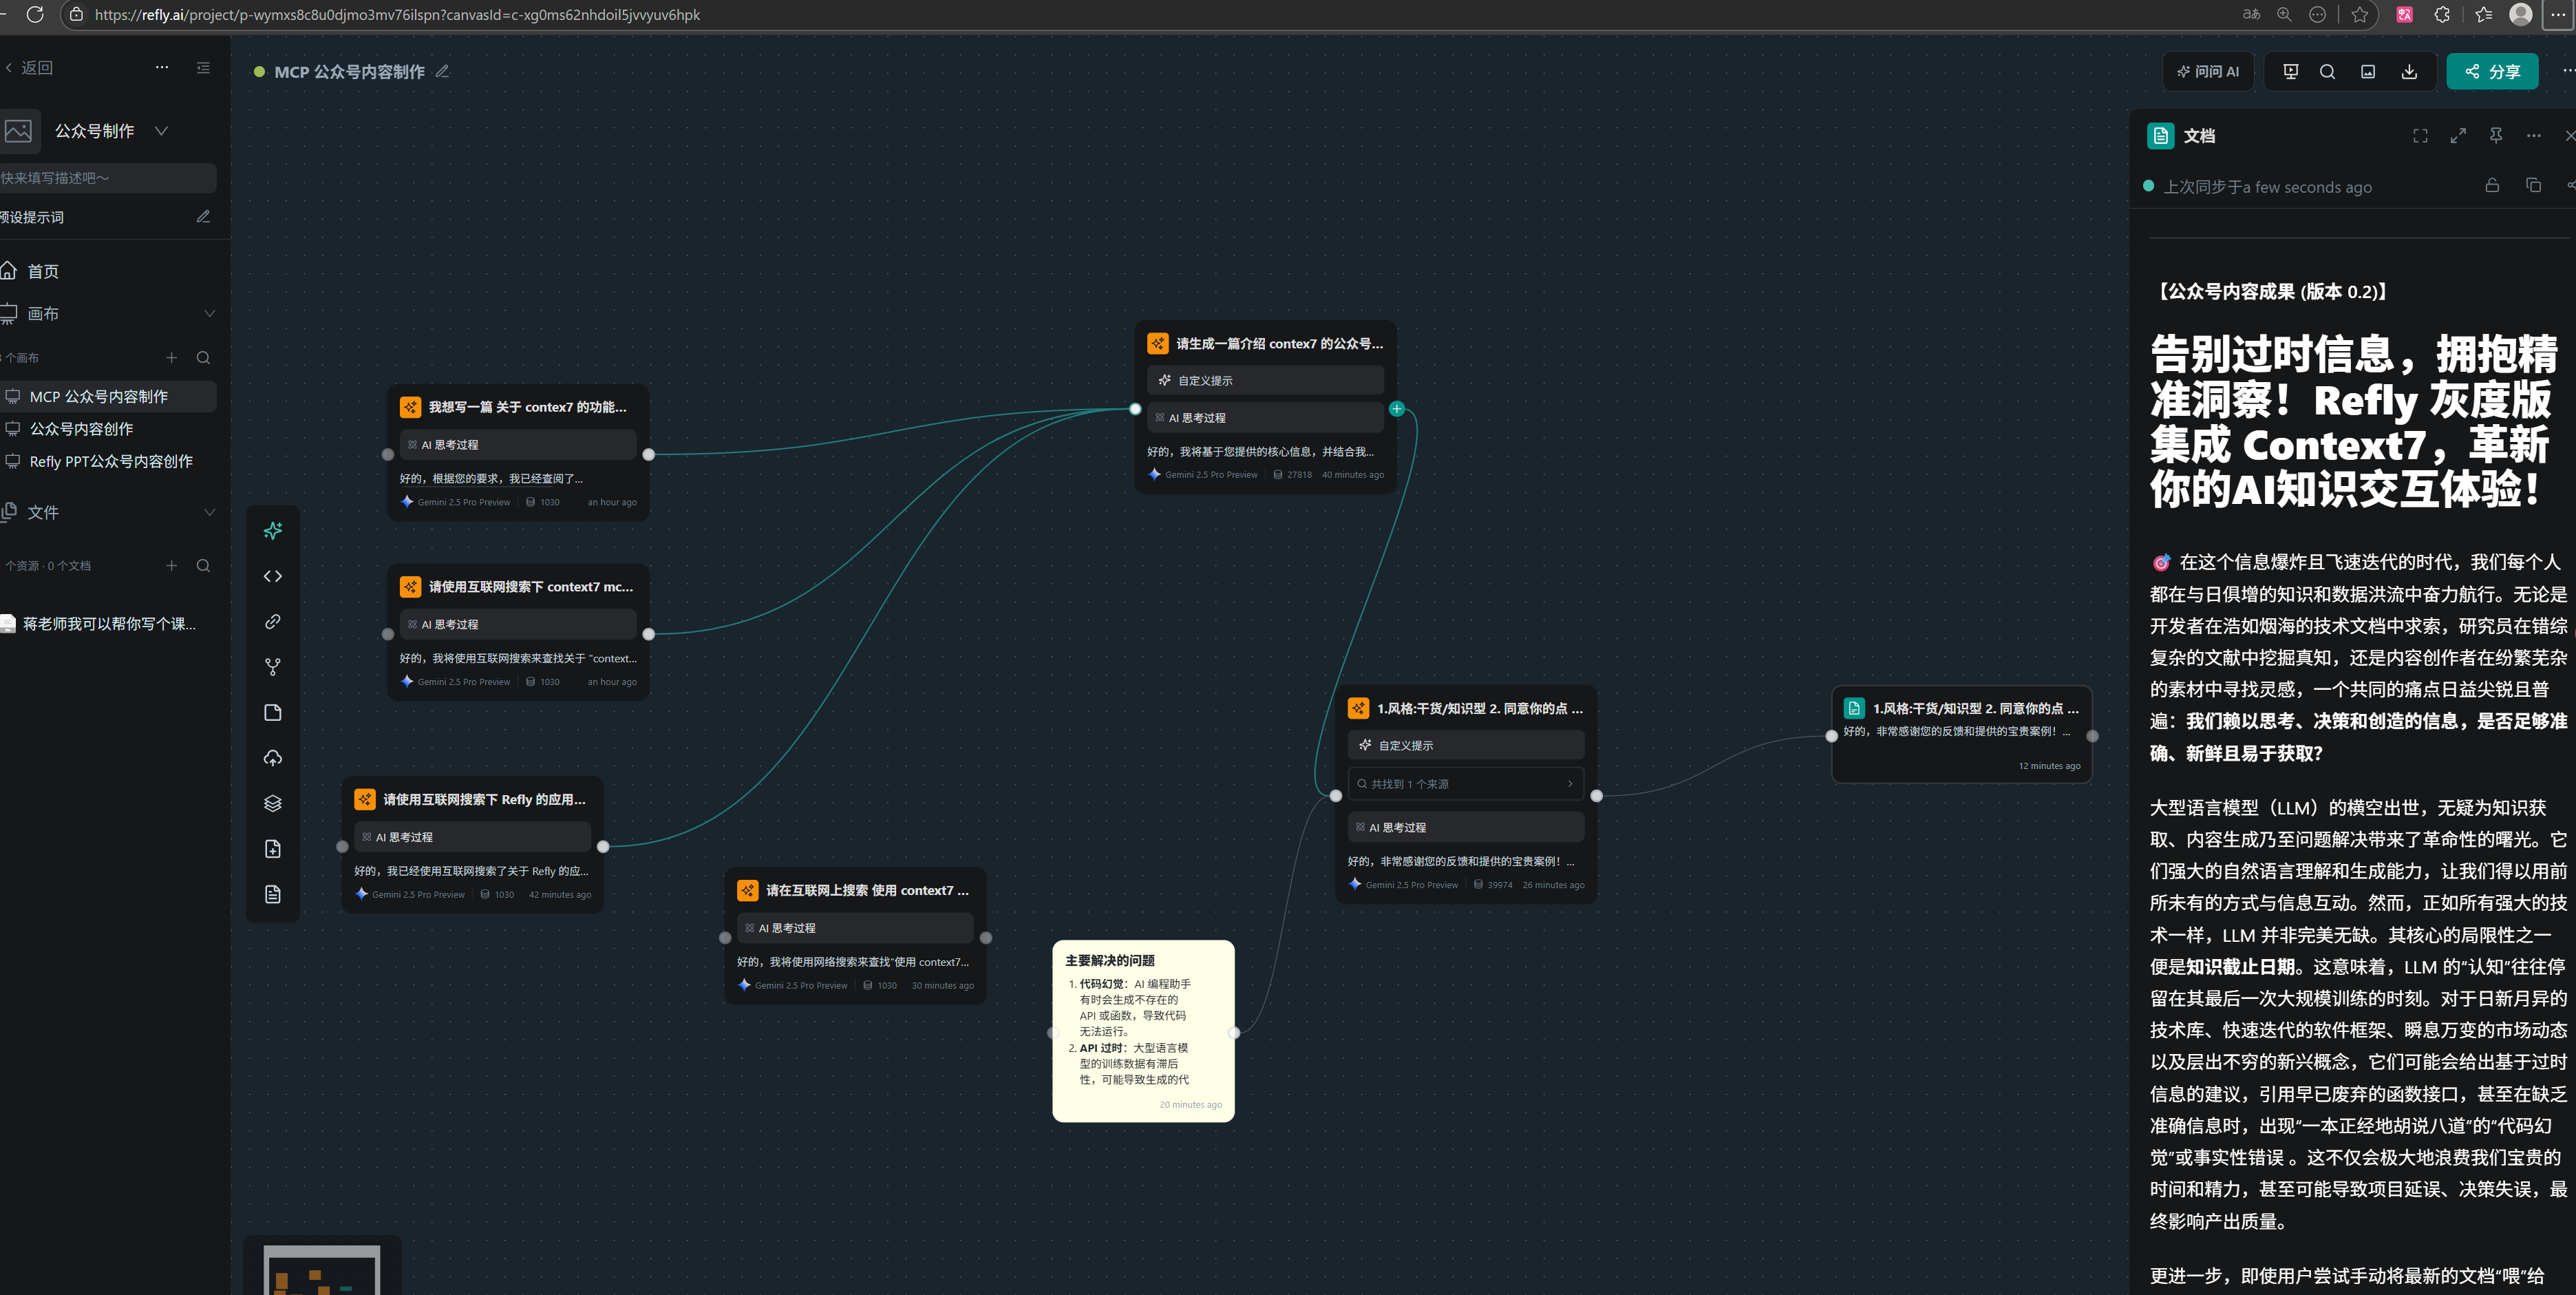 https://refly.ai/project/p-wymxs8c8u0djmo3mv76ilspn?canvasId=c-xg0ms62nhdoil5jvvyuv6hpk
返回
公众号制作
快来填写描述吧～
预设提示词
首页
画布
个画布
MCP 公众号内容制作
公众号内容创作
Refly PPT公众号内容创作
文件
个资源 · 0 个文档
蒋老师我可以帮你写个课...
MCP 公众号内容制作
问问 AI
分享
我想写一篇 关于 contex7 的功能...
AI 思考过程
好的，根据您的要求，我已经查阅了...
Gemini 2.5 Pro Preview
1030
an hour ago
请使用互联网搜索下 context7 mc...
AI 思考过程
好的，我将使用互联网搜索来查找关于 "context...
Gemini 2.5 Pro Preview
1030
an hour ago
请使用互联网搜索下 Refly 的应用...
AI 思考过程
好的，我已经使用互联网搜索了关于 Refly 的应...
Gemini 2.5 Pro Preview
1030
42 minutes ago
请在互联网上搜索 使用 context7 ...
AI 思考过程
好的，我将使用网络搜索来查找"使用 context7...
Gemini 2.5 Pro Preview
1030
30 minutes ago
请生成一篇介绍 contex7 的公众号...
自定义提示
AI 思考过程
好的，我将基于您提供的核心信息，并结合我...
Gemini 2.5 Pro Preview
27818
40 minutes ago
主要解决的问题
1. 代码幻觉：AI 编程助手
有时会生成不存在的
API 或函数，导致代码
无法运行。
2. API 过时：大型语言模
型的训练数据有滞后
性，可能导致生成的代
20 minutes ago
1.风格:干货/知识型 2. 同意你的点 ...
自定义提示
共找到 1 个来源
AI 思考过程
好的，非常感谢您的反馈和提供的宝贵案例！...
Gemini 2.5 Pro Preview
39974
26 minutes ago
1.风格:干货/知识型 2. 同意你的点 ...
好的，非常感谢您的反馈和提供的宝贵案例！...
12 minutes ago
文档
上次同步于a few seconds ago
【公众号内容成果 (版本 0.2)】
告别过时信息，拥抱精
准洞察！Refly 灰度版
集成 Context7，革新
你的AI知识交互体验！
🎯 在这个信息爆炸且飞速迭代的时代，我们每个人
都在与日俱增的知识和数据洪流中奋力航行。无论是
开发者在浩如烟海的技术文档中求索，研究员在错综
复杂的文献中挖掘真知，还是内容创作者在纷繁芜杂
的素材中寻找灵感，一个共同的痛点日益尖锐且普
遍：我们赖以思考、决策和创造的信息，是否足够准
确、新鲜且易于获取？
大型语言模型（LLM）的横空出世，无疑为知识获
取、内容生成乃至问题解决带来了革命性的曙光。它
们强大的自然语言理解和生成能力，让我们得以用前
所未有的方式与信息互动。然而，正如所有强大的技
术一样，LLM 并非完美无缺。其核心的局限性之一
便是知识截止日期。这意味着，LLM 的“认知”往往停
留在其最后一次大规模训练的时刻。对于日新月异的
技术库、快速迭代的软件框架、瞬息万变的市场动态
以及层出不穷的新兴概念，它们可能会给出基于过时
信息的建议，引用早已废弃的函数接口，甚至在缺乏
准确信息时，出现“一本正经地胡说八道”的“代码幻
觉”或事实性错误 。这不仅会极大地浪费我们宝贵的
时间和精力，甚至可能导致项目延误、决策失误，最
终影响产出质量。
更进一步，即使用户尝试手动将最新的文档“喂”给